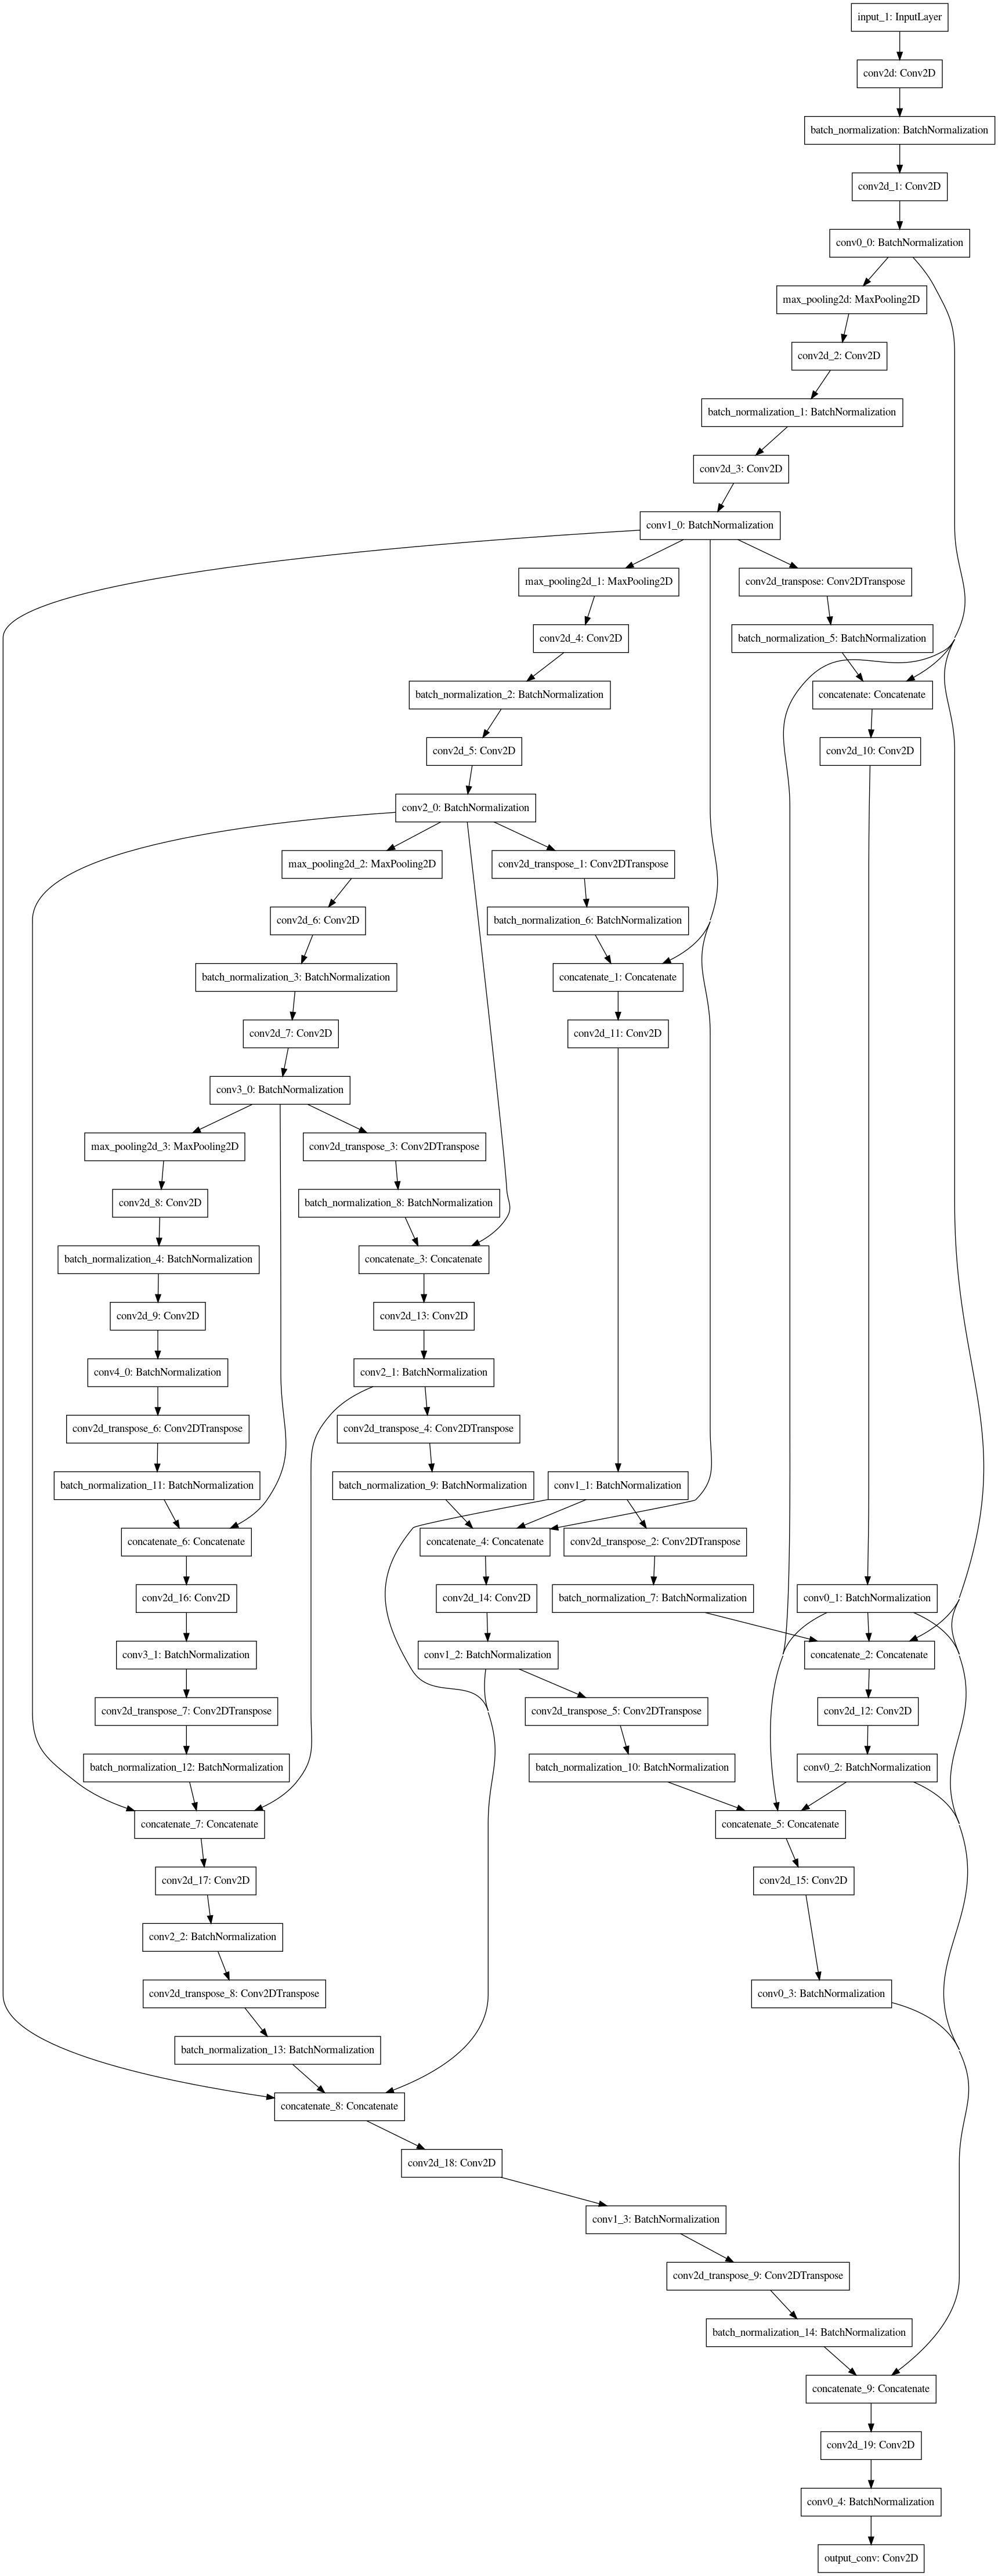 input_1: InputLayer
conv2d: Conv2D
batch_normalization: BatchNormalization
conv2d_1: Conv2D
conv0_0: BatchNormalization
max_pooling2d: MaxPooling2D
conv2d_2: Conv2D
batch_normalization_1: BatchNormalization
conv2d_3: Conv2D
conv1_0: BatchNormalization
max_pooling2d_1: MaxPooling2D
conv2d_transpose: Conv2DTranspose
conv2d_4: Conv2D
batch_normalization_5: BatchNormalization
batch_normalization_2: BatchNormalization
concatenate: Concatenate
conv2d_5: Conv2D
conv2d_10: Conv2D
conv2_0: BatchNormalization
max_pooling2d_2: MaxPooling2D
conv2d_transpose_1: Conv2DTranspose
conv2d_6: Conv2D
batch_normalization_6: BatchNormalization
batch_normalization_3: BatchNormalization
concatenate_1: Concatenate
conv2d_7: Conv2D
conv2d_11: Conv2D
conv3_0: BatchNormalization
max_pooling2d_3: MaxPooling2D
conv2d_transpose_3: Conv2DTranspose
conv2d_8: Conv2D
batch_normalization_8: BatchNormalization
batch_normalization_4: BatchNormalization
concatenate_3: Concatenate
conv2d_9: Conv2D
conv2d_13: Conv2D
conv4_0: BatchNormalization
conv2_1: BatchNormalization
conv2d_transpose_6: Conv2DTranspose
conv2d_transpose_4: Conv2DTranspose
batch_normalization_11: BatchNormalization
batch_normalization_9: BatchNormalization
conv1_1: BatchNormalization
concatenate_6: Concatenate
concatenate_4: Concatenate
conv2d_transpose_2: Conv2DTranspose
conv2d_16: Conv2D
conv2d_14: Conv2D
batch_normalization_7: BatchNormalization
conv0_1: BatchNormalization
conv3_1: BatchNormalization
conv1_2: BatchNormalization
concatenate_2: Concatenate
conv2d_transpose_7: Conv2DTranspose
conv2d_transpose_5: Conv2DTranspose
conv2d_12: Conv2D
batch_normalization_12: BatchNormalization
batch_normalization_10: BatchNormalization
conv0_2: BatchNormalization
concatenate_7: Concatenate
concatenate_5: Concatenate
conv2d_17: Conv2D
conv2d_15: Conv2D
conv2_2: BatchNormalization
conv2d_transpose_8: Conv2DTranspose
conv0_3: BatchNormalization
batch_normalization_13: BatchNormalization
concatenate_8: Concatenate
conv2d_18: Conv2D
conv1_3: BatchNormalization
conv2d_transpose_9: Conv2DTranspose
batch_normalization_14: BatchNormalization
concatenate_9: Concatenate
conv2d_19: Conv2D
conv0_4: BatchNormalization
output_conv: Conv2D